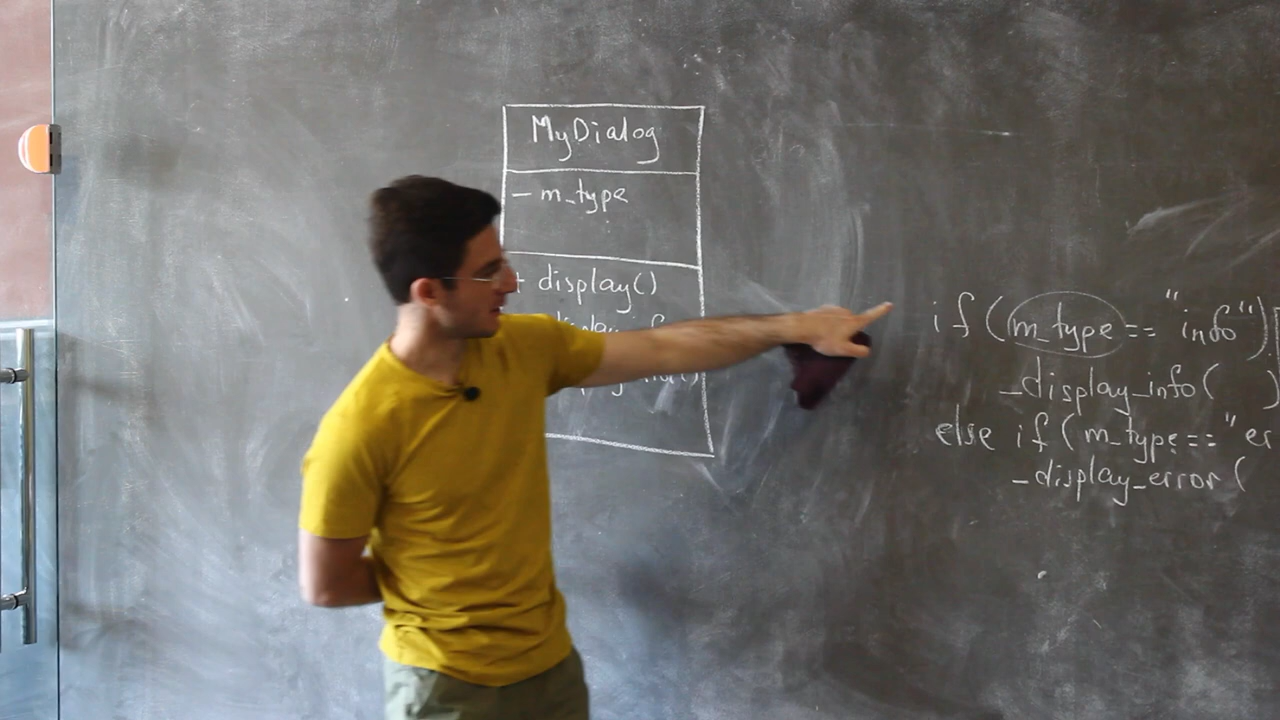 MyDialog
- m_type
+ display()
if (m_type == "info")
_display_info( )
else if (m_type == "er
_display_error(